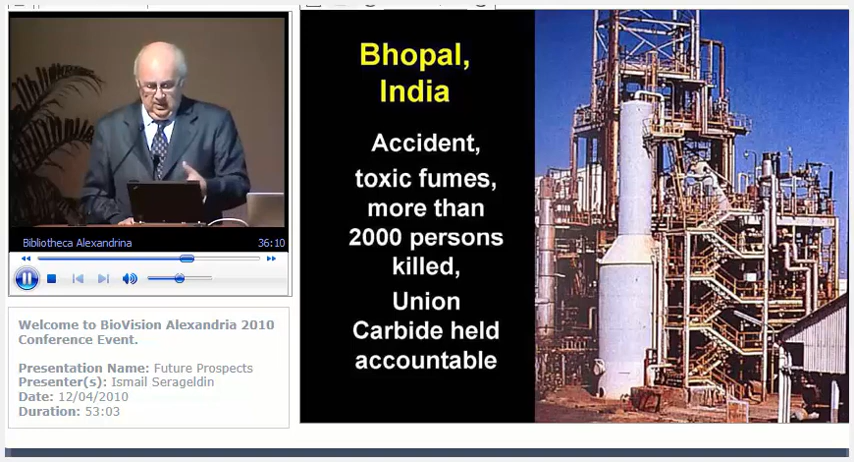 Bibliotheca Alexandrina
36:10
Welcome to BioVision Alexandria 2010
Conference Event.
Presentation Name: Future Prospects
Presenter(s): Ismail Serageldin
Date: 12/04/2010
Duration: 53:03
Bhopal,
India
Accident,
toxic fumes,
more than
2000 persons
killed,
Union
Carbide held
accountable